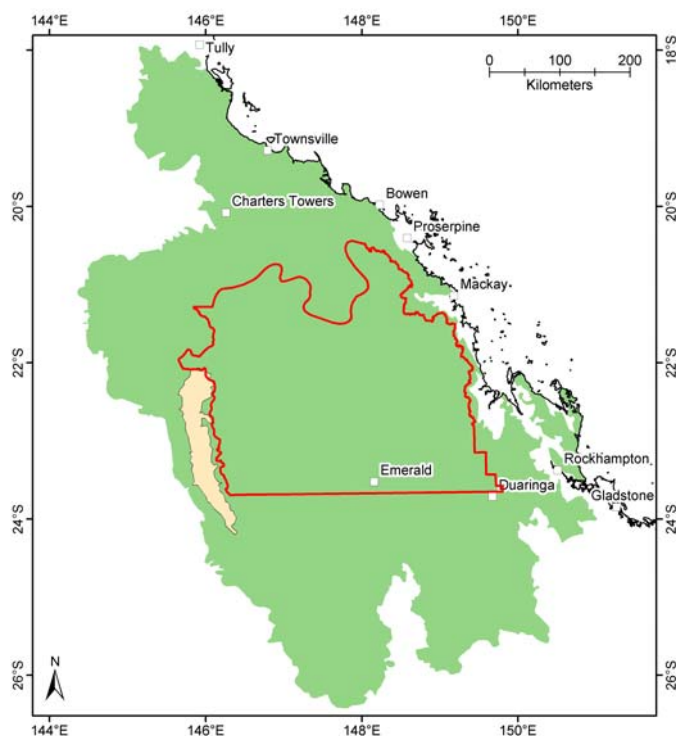 144°E 146°E 148°E 150°E
18°S 18°S
Tully
0 100 200
Kilometers
Townsville
Bowen
20°S Charters Towers 20°S
Proserpine
Mackay
22°S 22°S
Emerald
Rockhampton
Duaringa
Gladstone
24°S 24°S
26°S 26°S
N
144°E 146°E 148°E 150°E